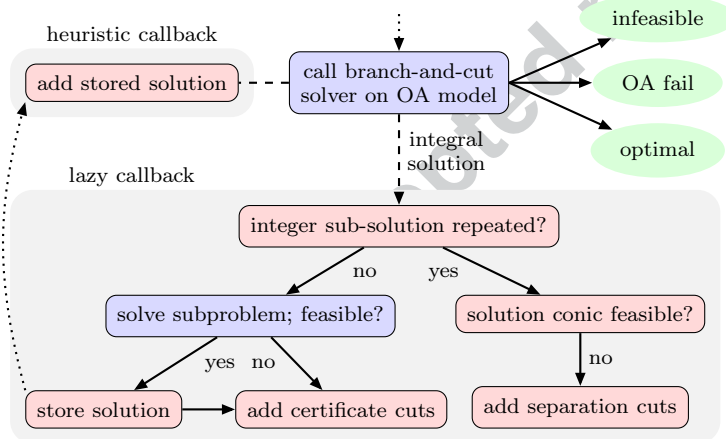 infeasible
heuristic callback
add stored solution
call branch-and-cut
solver on OA model
OA fail
optimal
integral
solution
lazy callback
integer sub-solution repeated?
no
yes
solve subproblem; feasible?
solution conic feasible?
yes
no
no
store solution
add certificate cuts
add separation cuts